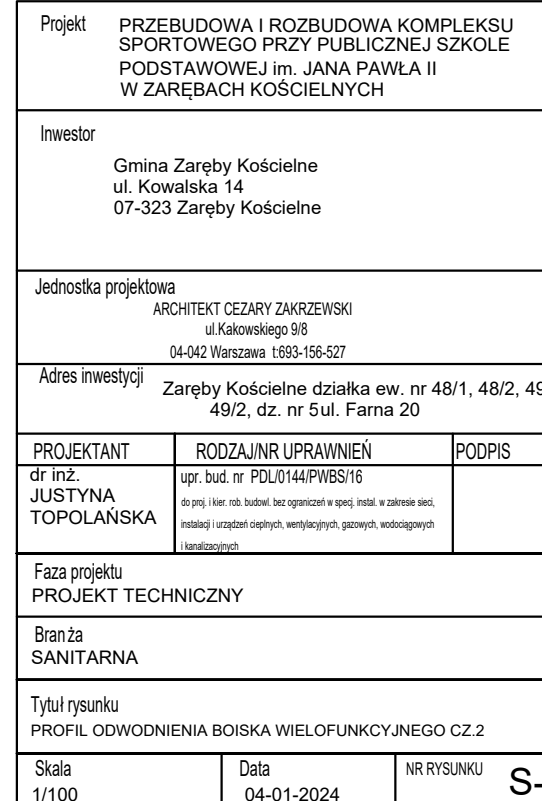 Projekt PRZEBUDOWA I ROZBUDOWA KOMPLEKSU
SPORTOWEGO PRZY PUBLICZNEJ SZKOLE
PODSTAWOWEJ im. JANA PAWŁA II
W ZARĘBACH KOŚCIELNYCH
Inwestor
Gmina Zaręby Kościelne
ul. Kowalska 14
07-323 Zaręby Kościelne
Jednostka projektowa
ARCHITEKT CEZARY ZAKRZEWSKI
ul.Kakowskiego 9/8
04-042 Warszawa t:693-156-527
Adres inwestycji Zaręby Kościelne działka ew. nr 48/1, 48/2, 49
49/2, dz. nr 5ul. Farna 20
PROJEKTANT RODZAJ/NR UPRAWNIEŃ PODPIS
dr inż. upr. bud. nr PDL/0144/PWBS/16
JUSTYNA do proj. i kier. rob. budowl. bez ograniczeń w specj. instal. w zakresie sieci,
TOPOLAŃSKA instalacji i urządzeń cieplnych, wentylacyjnych, gazowych, wodociągowych
i kanalizacyjnych
Faza projektu
PROJEKT TECHNICZNY
Branża
SANITARNA
Tytuł rysunku
PROFIL ODWODNIENIA BOISKA WIELOFUNKCYJNEGO CZ.2
Skala Data NR RYSUNKU S-
1/100 04-01-2024